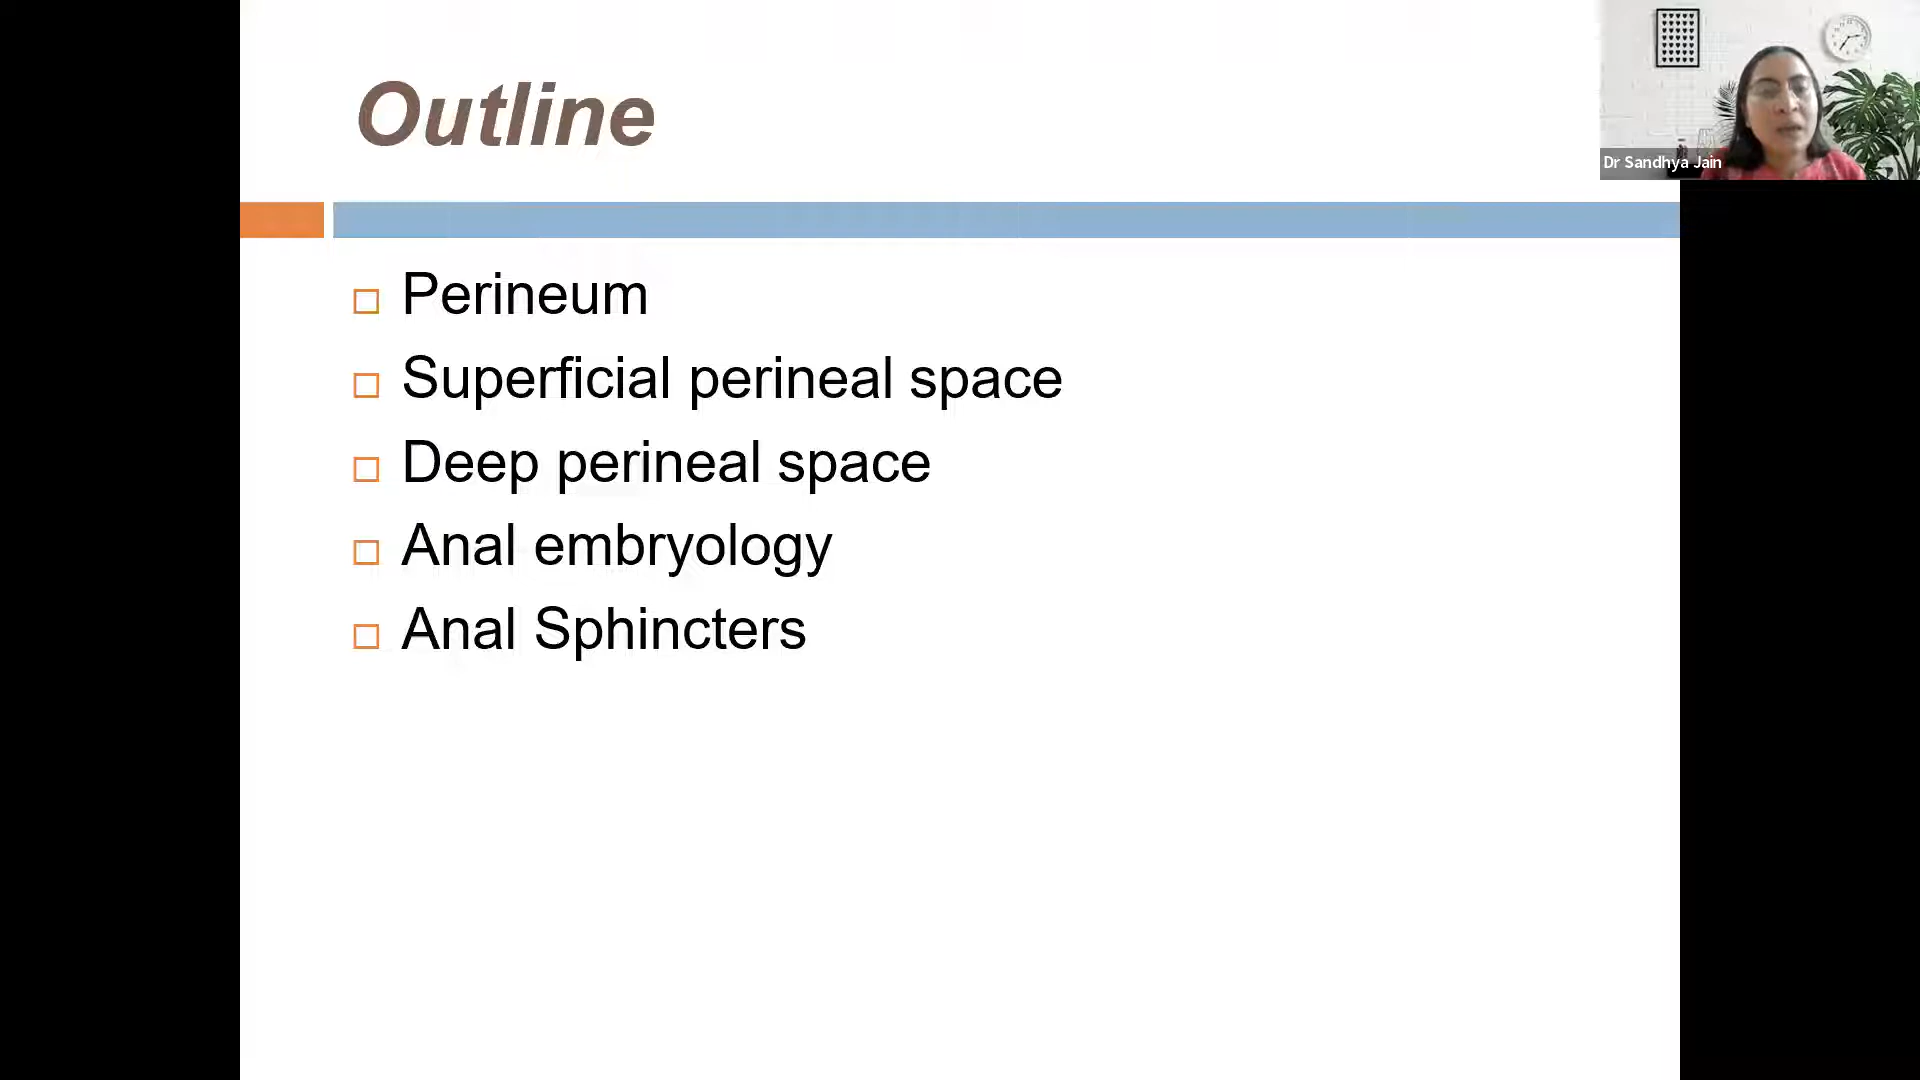 Outline
Dr Sandhya Jain
Perineum
Superficial perineal space
Deep perineal space
Anal embryology
Anal Sphincters